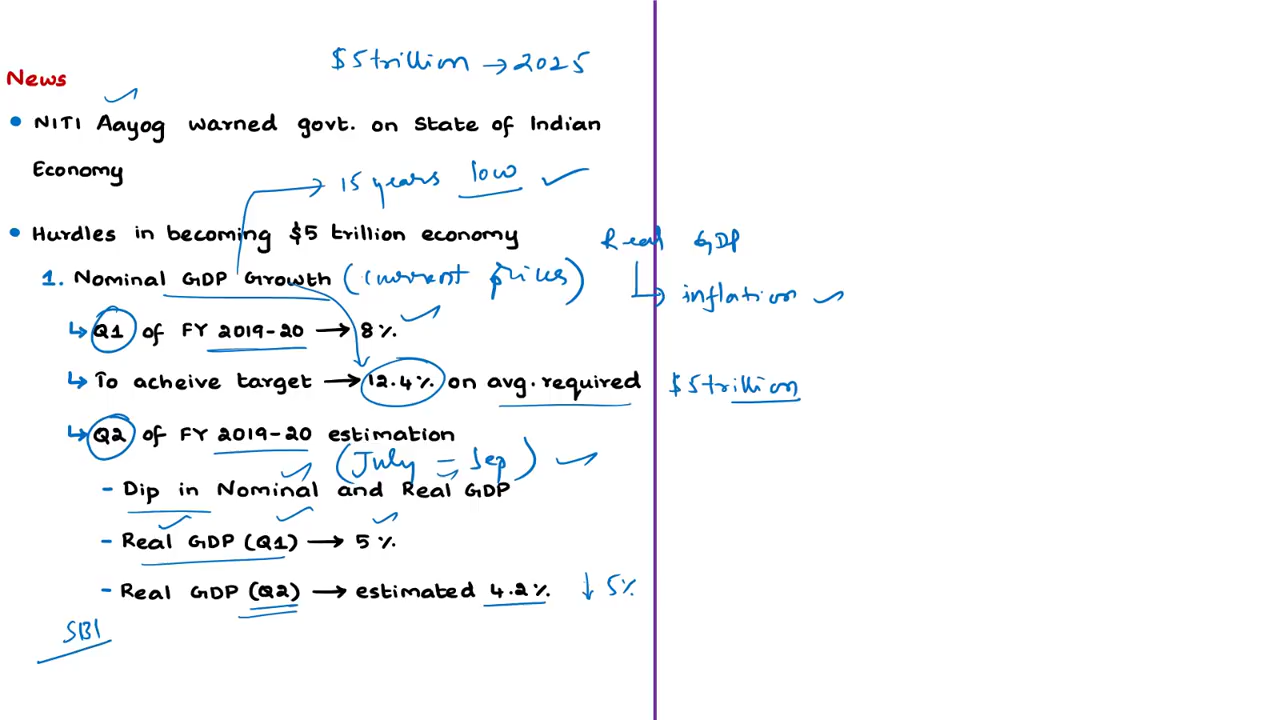 $5 trillion → 2025
News
• NITI Aayog warned govt. on State of Indian
Economy
→ 15 years low
• Hurdles in becoming $5 trillion economy
Real GDP
1. Nominal GDP Growth (current prices)
↳ inflation
↳ Q1 of FY 2019-20 → 8%.
↳ To acheive target → 12.4% on avg. required $5 trillion
↳ Q2 of FY 2019-20 estimation
(July - Sep)
- Dip in Nominal and Real GDP
- Real GDP (Q1) → 5%.
- Real GDP (Q2) → estimated 4.2%. ↓ 5%
SBI